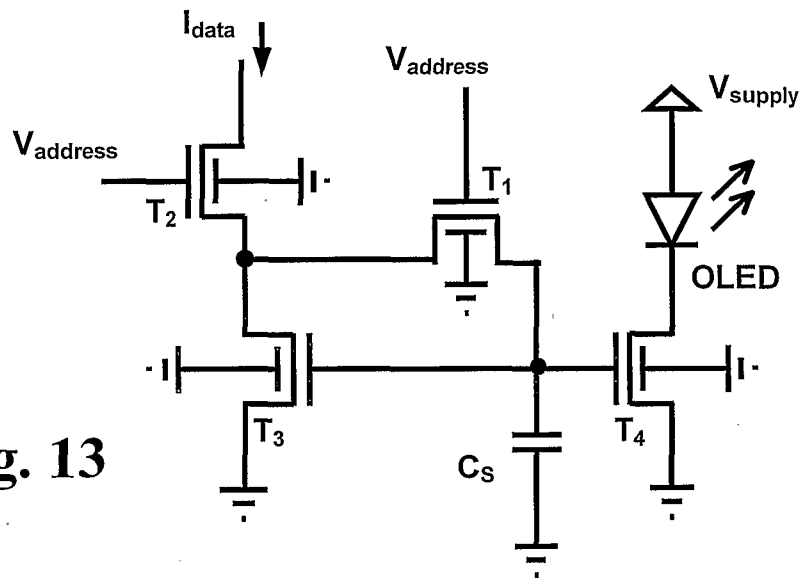 I_data
V_address
V_supply
V_address
T_1
T_2
OLED
T_3
T_4
g. 13
C_S